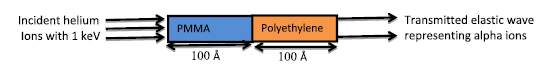 Incident helium
Ions with 1 keV
PMMA
Polyethylene
Transmitted elastic wave
representing alpha ions
100 Å
100 Å